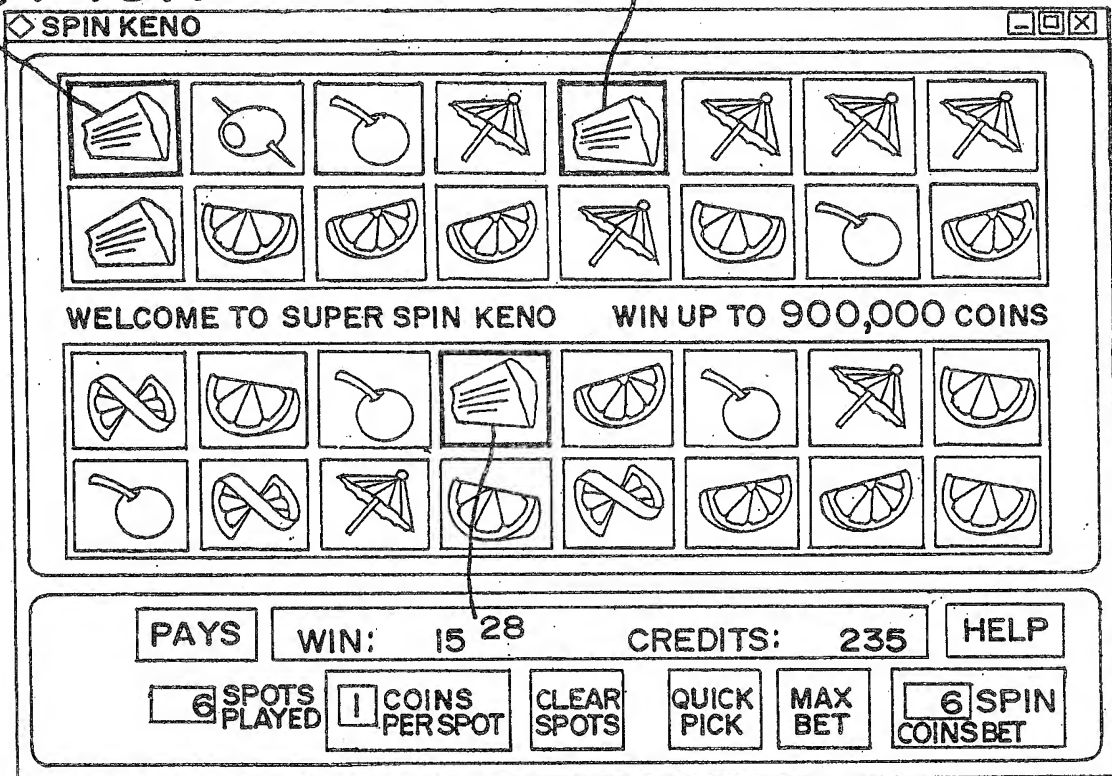 SPIN KENO
WELCOME TO SUPER SPIN KENO WIN UP TO 900,000 COINS
PAYS WIN: 15 28 CREDITS: 235 HELP
6 SPOTS PLAYED
1 COINS PER SPOT
CLEAR SPOTS
QUICK PICK
MAX BET
6 SPIN
COINS BET